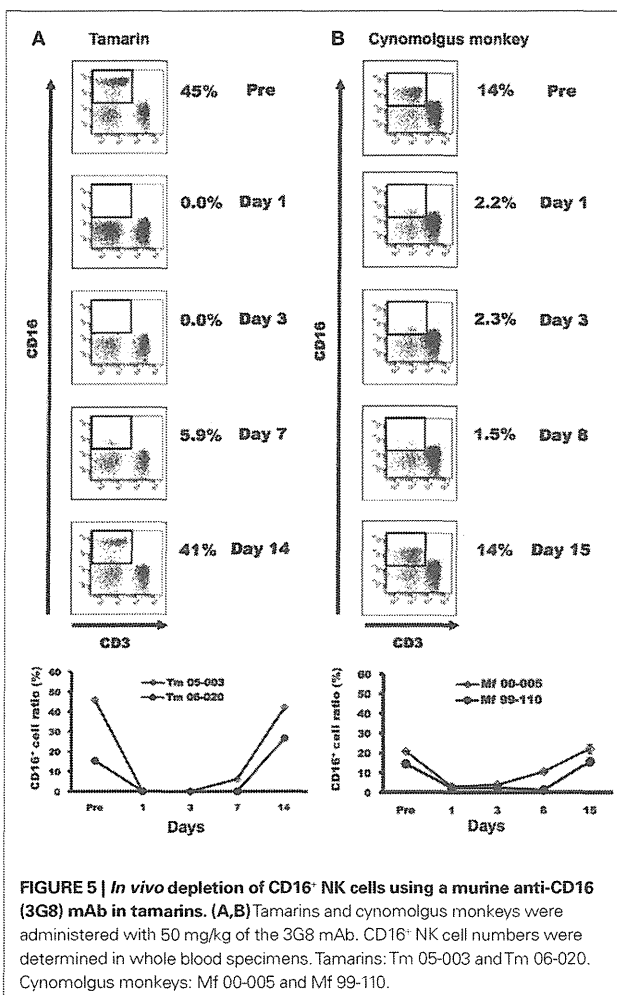 A Tamarin
B Cynomolgus monkey
45% Pre
0.0% Day 1
0.0% Day 3
5.9% Day 7
41% Day 14
CD16
CD3
14% Pre
2.2% Day 1
2.3% Day 3
1.5% Day 8
14% Day 15
CD16
CD3
CD16⁺ cell ratio (%)
60
50
40
30
20
10
0
Tm 05-003
Tm 06-020
Pre 1 3 7 14
Days
CD16⁺ cell ratio (%)
60
50
40
30
20
10
0
Mf 00-005
Mf 99-110
Pre 1 3 8 15
Days
FIGURE 5 | In vivo depletion of CD16⁺ NK cells using a murine anti-CD16
(3G8) mAb in tamarins. (A,B) Tamarins and cynomolgus monkeys were
administered with 50 mg/kg of the 3G8 mAb. CD16⁺ NK cell numbers were
determined in whole blood specimens. Tamarins: Tm 05-003 and Tm 06-020.
Cynomolgus monkeys: Mf 00-005 and Mf 99-110.